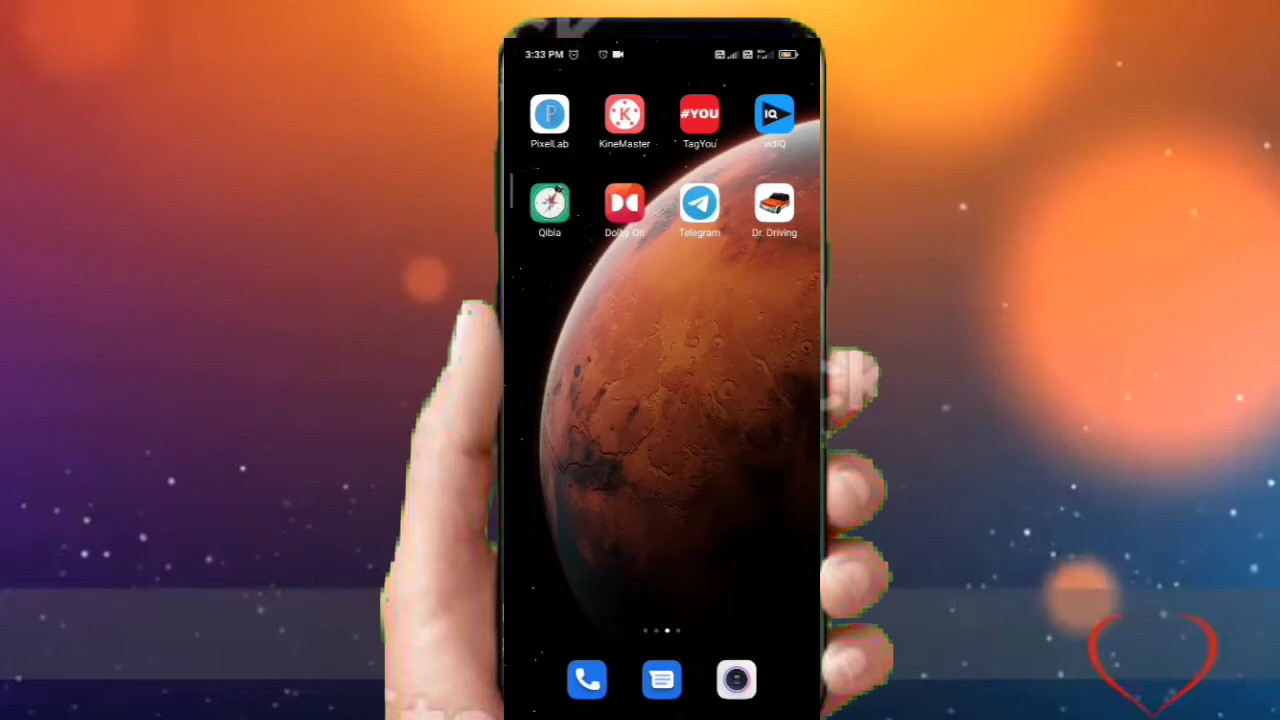 3:33 PM
PixelLab KineMaster TagYou vidIQ
#YOU
IQ
Qibla Dolby On Telegram Dr. Driving